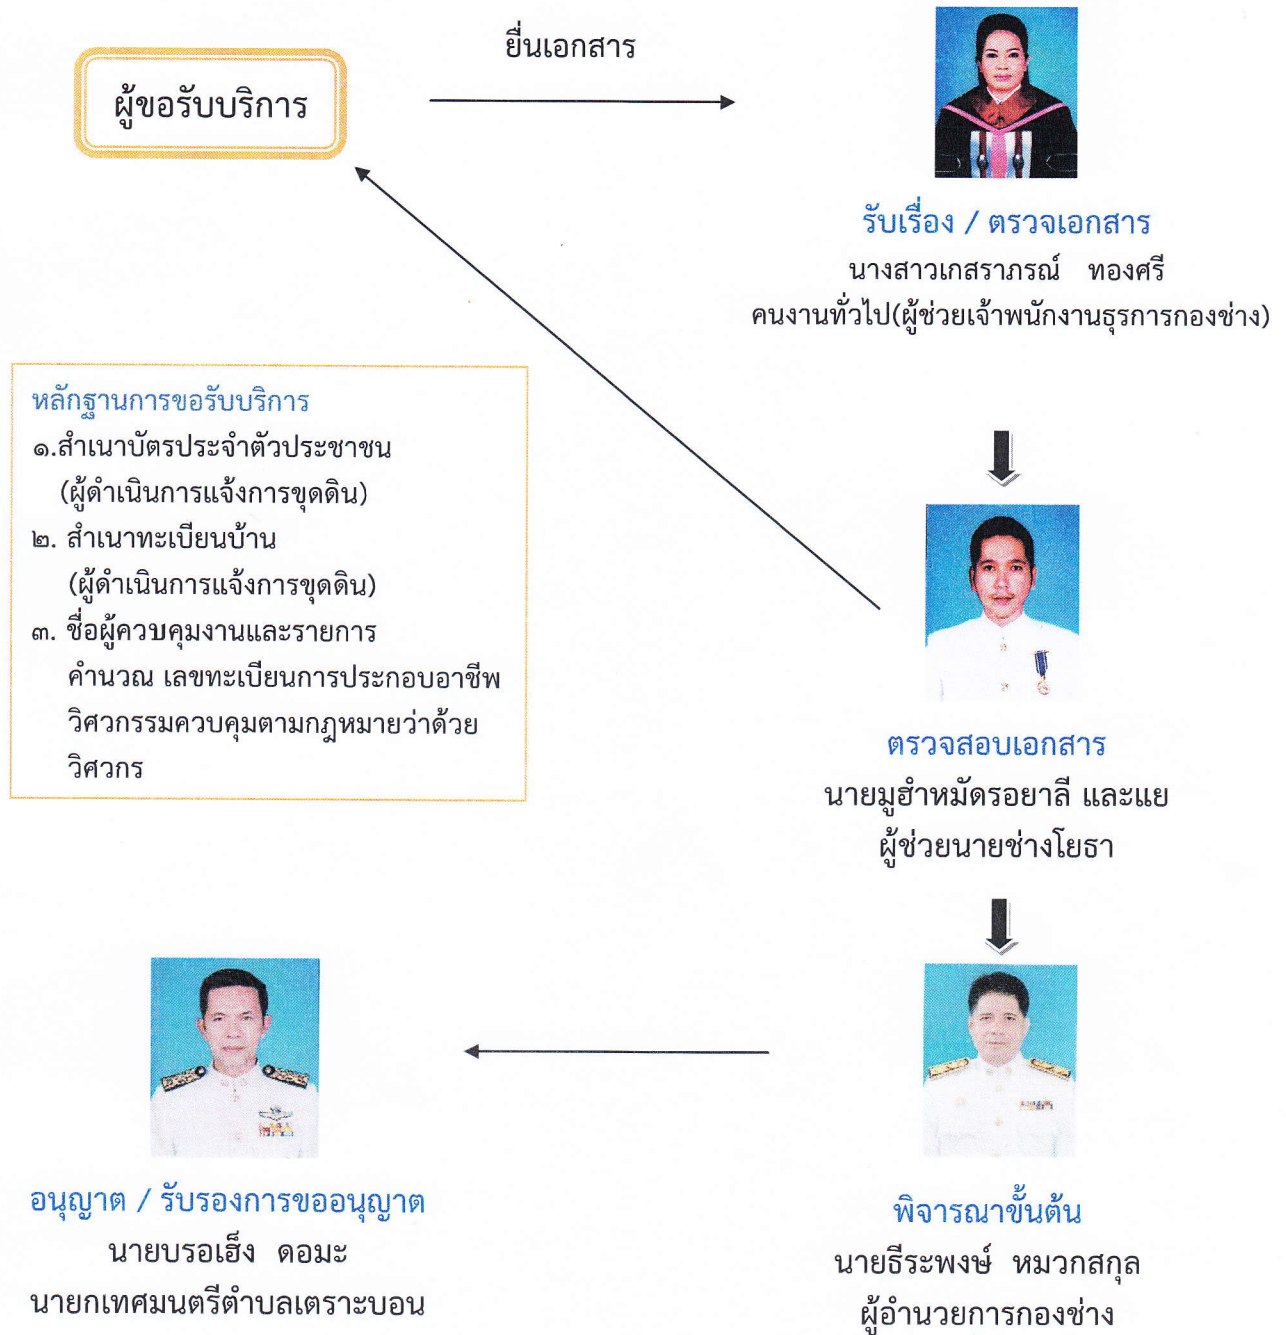 ยื่นเอกสาร
ผู้ขอรับบริการ
รับเรื่อง / ตรวจเอกสาร
นางสาวเกสราภรณ์ ทองศรี
คนงานทั่วไป(ผู้ช่วยเจ้าพนักงานธุรการกองช่าง)
หลักฐานการขอรับบริการ
๑.สำเนาบัตรประจำตัวประชาชน
(ผู้ดำเนินการแจ้งการขุดดิน)
๒. สำเนาทะเบียนบ้าน
(ผู้ดำเนินการแจ้งการขุดดิน)
๓. ชื่อผู้ควบคุมงานและรายการ
คำนวณ เลขทะเบียนการประกอบอาชีพ
วิศวกรรมควบคุมตามกฎหมายว่าด้วย
วิศวกร
ตรวจสอบเอกสาร
นายมูฮำหมัดรอยาลี และแย
ผู้ช่วยนายช่างโยธา
อนุญาต / รับรองการขออนุญาต
นายบรอเฮ็ง ดอมะ
นายกเทศมนตรีตำบลเตราะบอน
พิจารณาขั้นต้น
นายธีระพงษ์ หมวกสกุล
ผู้อำนวยการกองช่าง